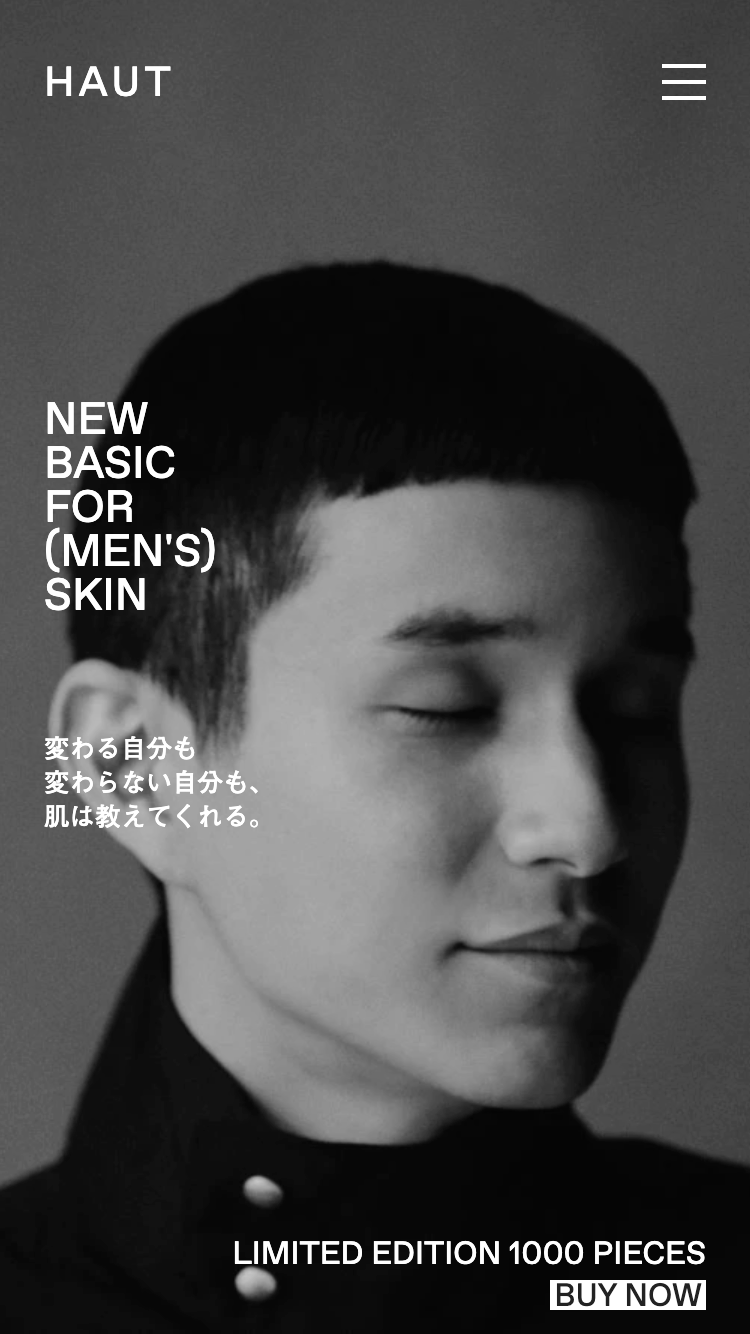 HAUT
NEW
BASIC
FOR
(MEN'S)
SKIN
変わる自分も
変わらない自分も、
肌は教えてくれる。
LIMITED EDITION 1000 PIECES
BUY NOW